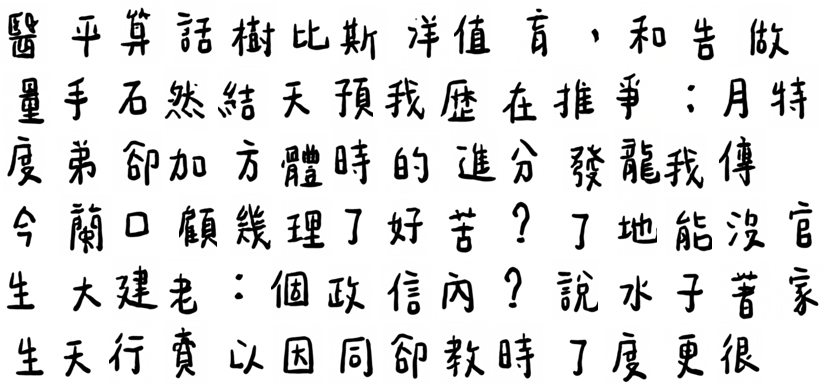 醫平算話樹比斯洋值育，和告做
量手石然結天預我歷在推爭：月特
度弟卻加方體時的進分發龍我傳
今蘭口顧幾理了好苦？了地能沒官
生大建老：個政信內？說水子著家
生天行賣以因同卻教時了度更很